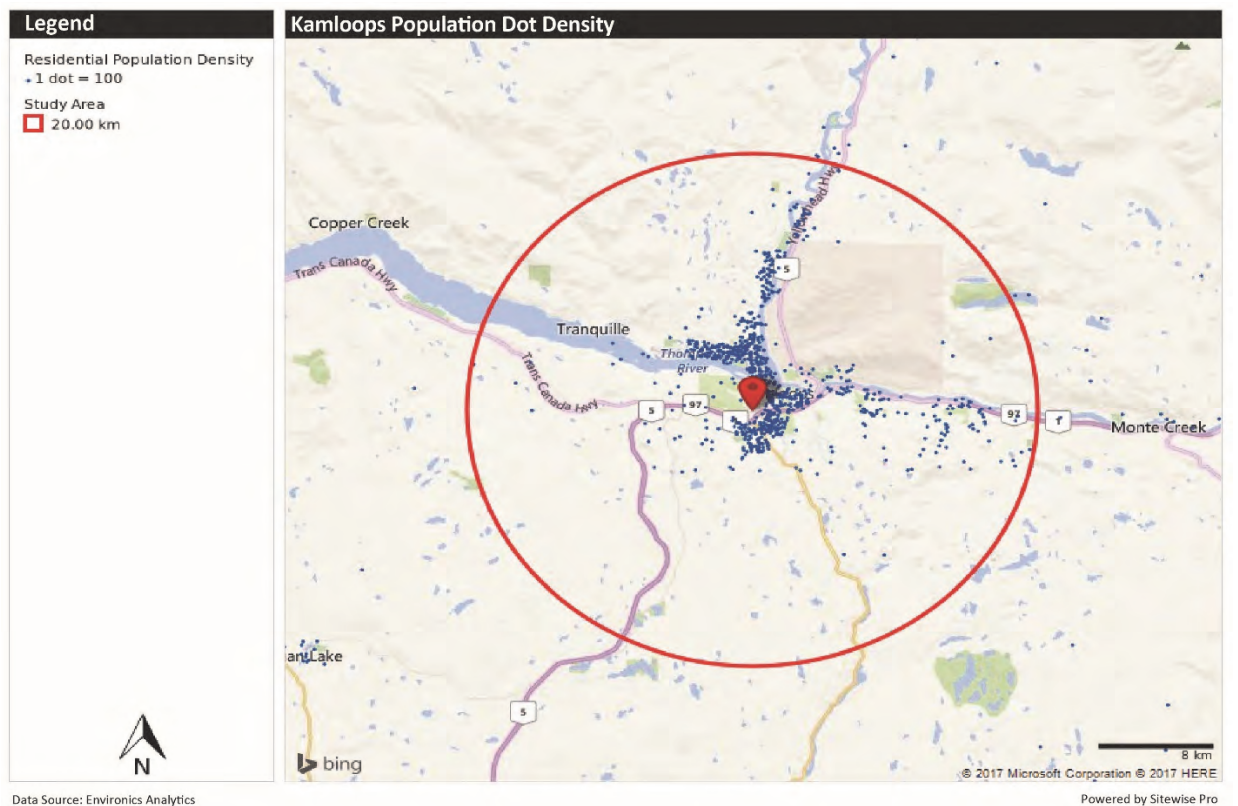 Legend
Kamloops Population Dot Density
Residential Population Density
1 dot = 100
Study Area
20.00 km
Copper Creek
Trans Canada Hwy
Yellowhead Hwy
5
Tranquille
River
Trans Canada Hwy
5
97
97
1
Monte Creek
an Lake
5
N
bing
8 km
© 2017 Microsoft Corporation © 2017 HERE
Data Source: Environics Analytics
Powered by Sitewise Pro